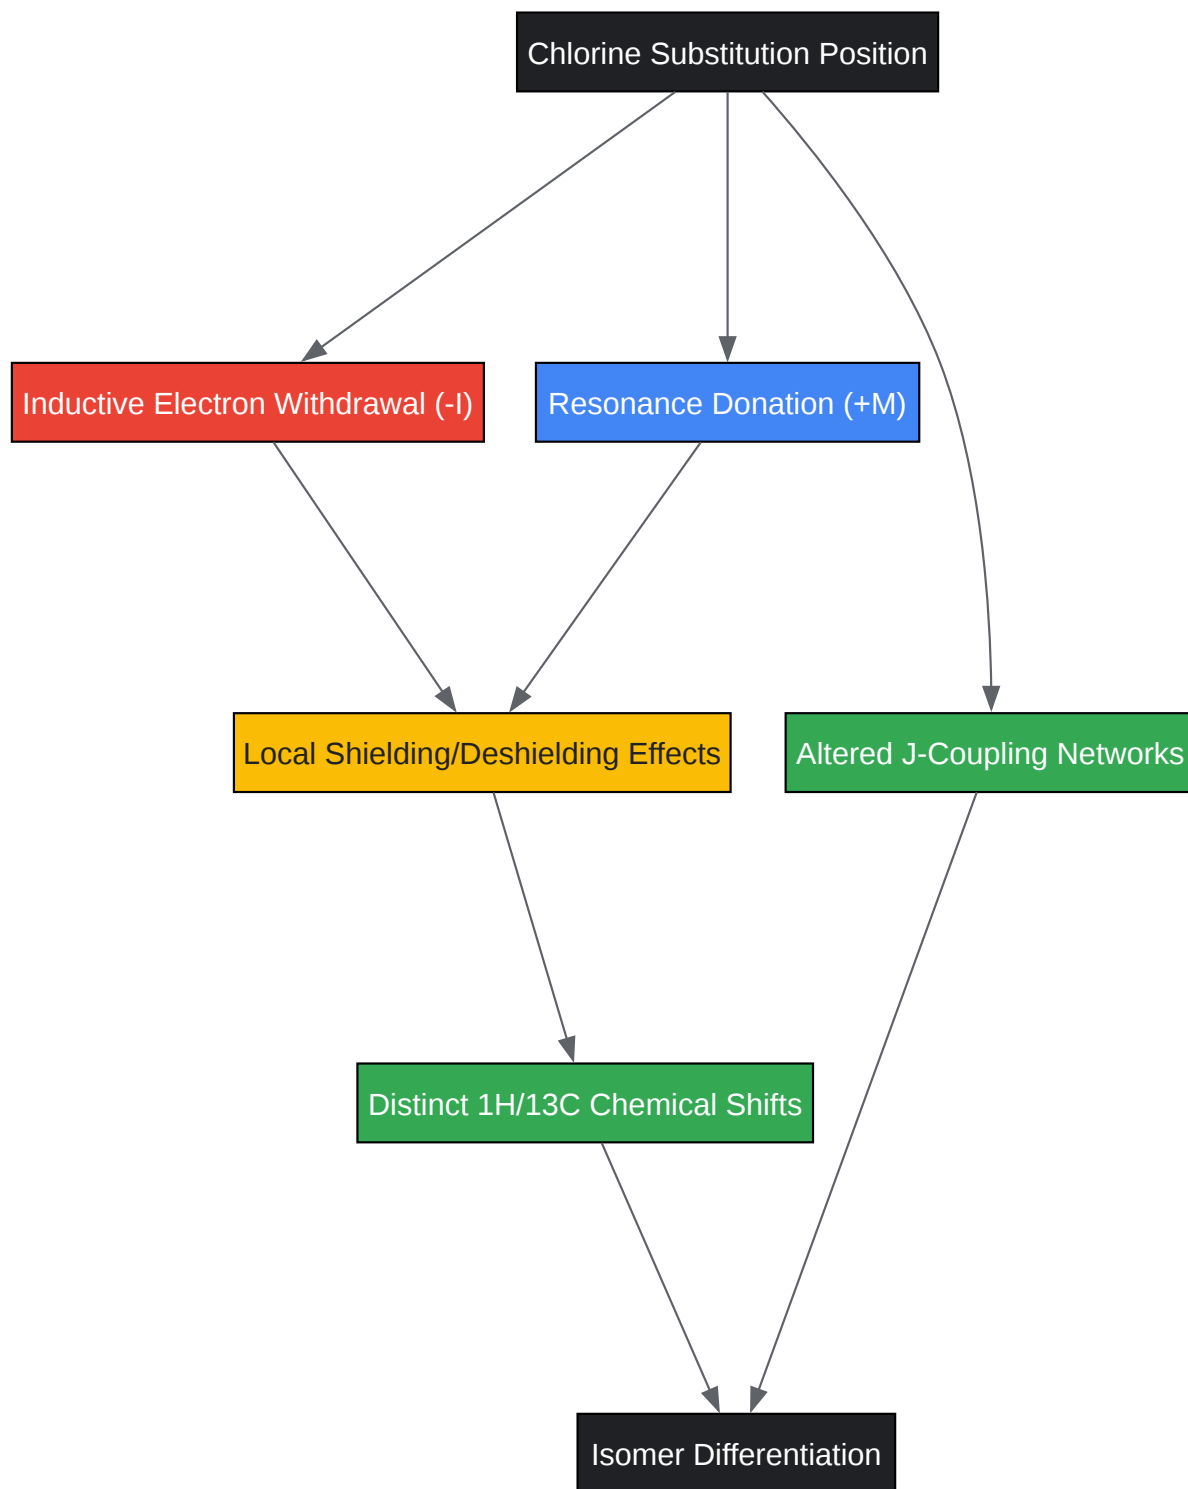 Chlorine Substitution Position
Inductive Electron Withdrawal (-I)
Resonance Donation (+M)
Local Shielding/Deshielding Effects
Altered J-Coupling Networks
Distinct 1H/13C Chemical Shifts
Isomer Differentiation